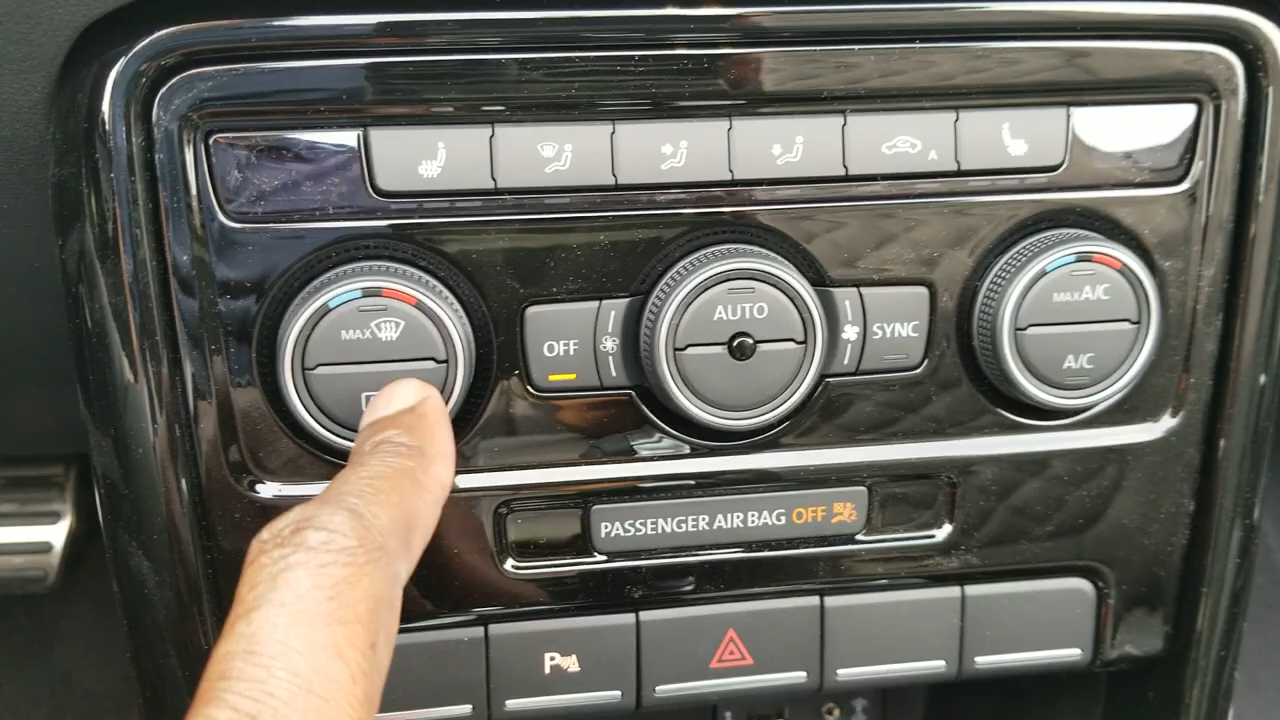 A
MAX
OFF
AUTO
SYNC
MAX A/C
A/C
PASSENGER AIR BAG OFF
P